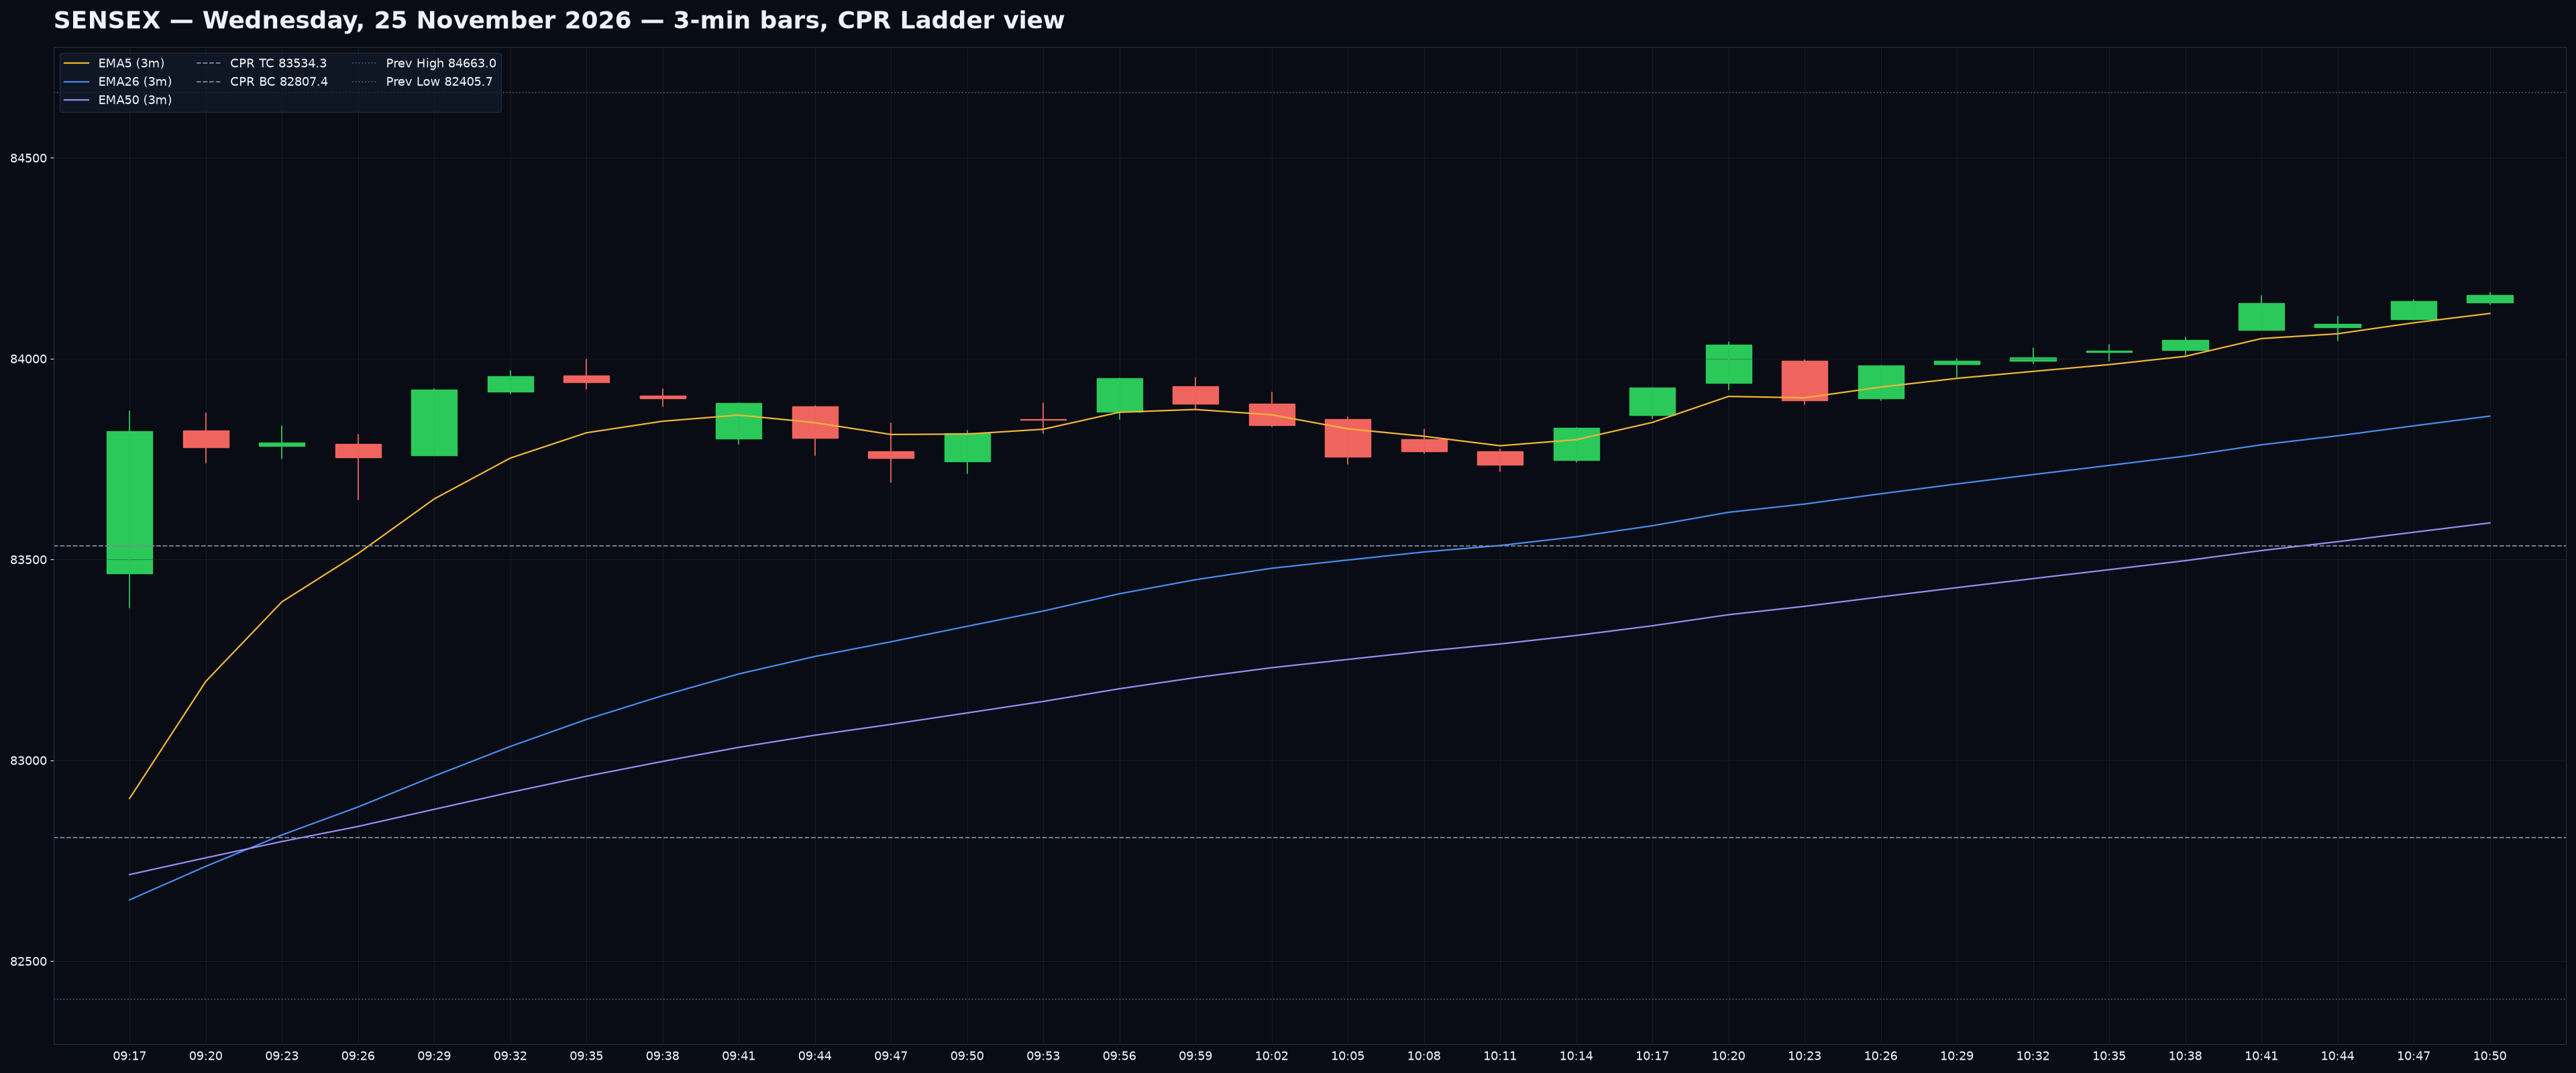 SENSEX — Wednesday, 25 November 2026 — 3-min bars, CPR Ladder view
EMA5 (3m) CPR TC 83534.3 Prev High 84663.0
EMA26 (3m) CPR BC 82807.4 Prev Low 82405.7
EMA50 (3m)
84500
84000
83500
83000
82500
09:17 09:20 09:23 09:26 09:29 09:32 09:35 09:38 09:41 09:44 09:47 09:50 09:53 09:56 09:59 10:02 10:05 10:08 10:11 10:14 10:17 10:20 10:23 10:26 10:29 10:32 10:35 10:38 10:41 10:44 10:47 10:50